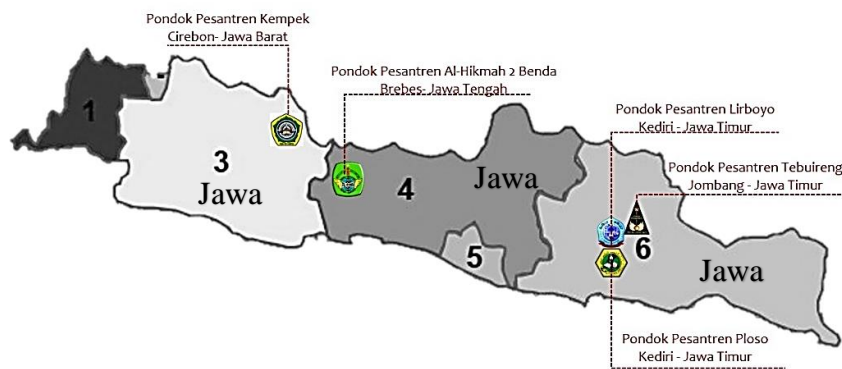 Pondok Pesantren Kempek
Cirebon- Jawa Barat
Pondok Pesantren Al-Hikmah 2 Benda
Brebes- Jawa Tengah
Pondok Pesantren Lirboyo
Kediri - Jawa Timur
Pondok Pesantren Tebuireng
Jombang - Jawa Timur
1
3
Jawa
4
Jawa
5
6
Jawa
Pondok Pesantren Ploso
Kediri - Jawa Timur